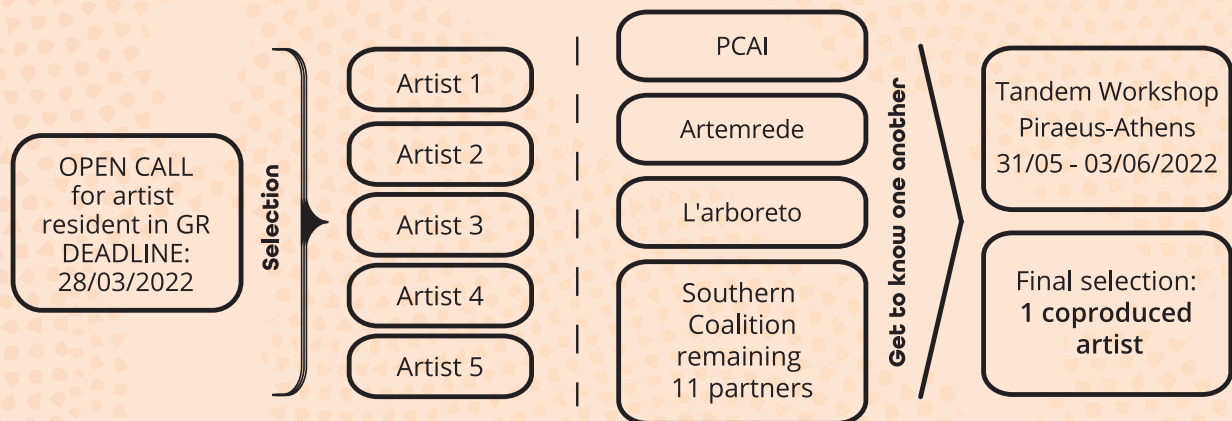 OPEN CALL
for artist
resident in GR
DEADLINE:
28/03/2022
Selection
Artist 1
Artist 2
Artist 3
Artist 4
Artist 5
PCAI
Artemrede
L'arboreto
Southern
Coalition
remaining
11 partners
Get to know one another
Tandem Workshop
Piraeus-Athens
31/05 - 03/06/2022
Final selection:
1 coproduced
artist